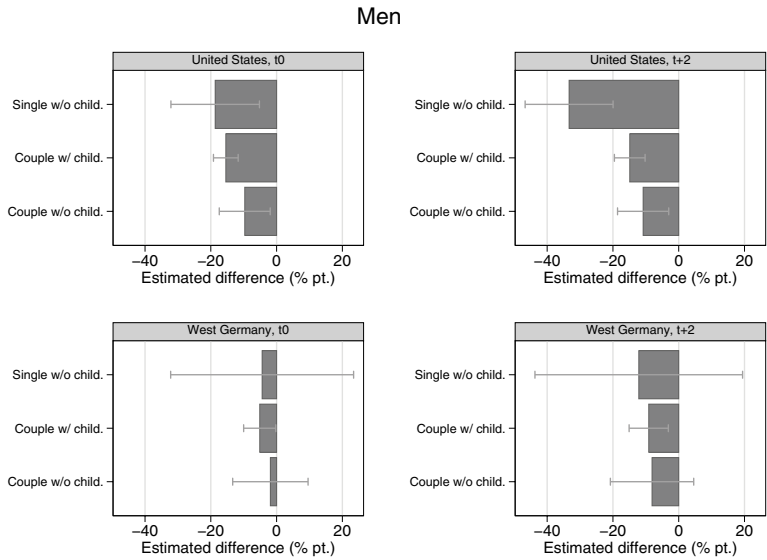 Men
United States, t0
Single w/o child.
Couple w/ child.
Couple w/o child.
−40 −20 0 20
Estimated difference (% pt.)
United States, t+2
Single w/o child.
Couple w/ child.
Couple w/o child.
−40 −20 0 20
Estimated difference (% pt.)
West Germany, t0
Single w/o child.
Couple w/ child.
Couple w/o child.
−40 −20 0 20
Estimated difference (% pt.)
West Germany, t+2
Single w/o child.
Couple w/ child.
Couple w/o child.
−40 −20 0 20
Estimated difference (% pt.)